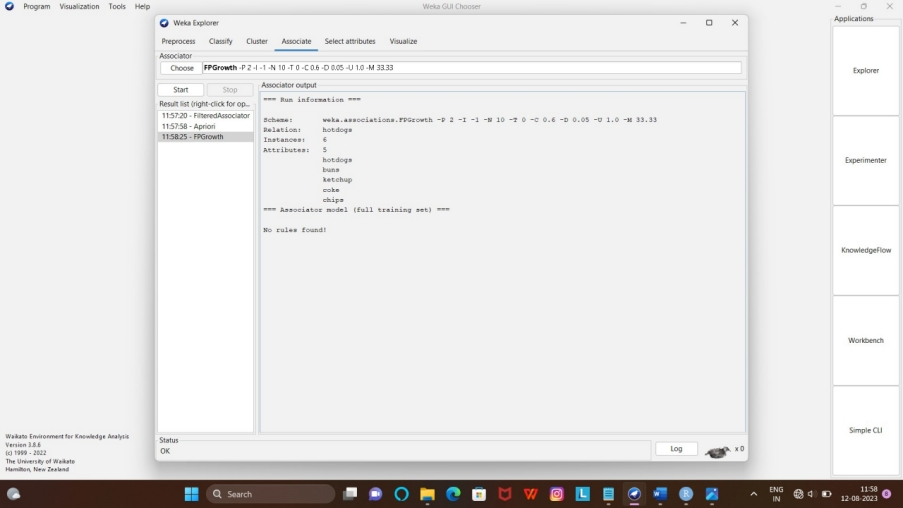 Program Visualization Tools Help
Weka GUI Chooser
Applications
Weka Explorer
Preprocess Classify Cluster Associate Select attributes Visualize
Associator
Choose FPGrowth -P 2 -I -1 -N 10 -T 0 -C 0.6 -D 0.05 -U 1.0 -M 33.33
Start Stop
Result list (right-click for op...
11:57:20 - FilteredAssociator
11:57:58 - Apriori
11:58:25 - FPGrowth
Associator output
=== Run information ===
Scheme: weka.associations.FPGrowth -P 2 -I -1 -N 10 -T 0 -C 0.6 -D 0.05 -U 1.0 -M 33.33
Relation: hotdogs
Instances: 6
Attributes: 5
hotdogs
buns
ketchup
coke
chips
=== Associator model (full training set) ===
No rules found!
Status
OK
Log
x 0
Explorer
Experimenter
KnowledgeFlow
Workbench
Simple CLI
Waikato Environment for Knowledge Analysis
Version 3.8.6
(c) 1999 - 2022
The University of Waikato
Hamilton, New Zealand
Search
ENG
IN
11:58
12-08-2023